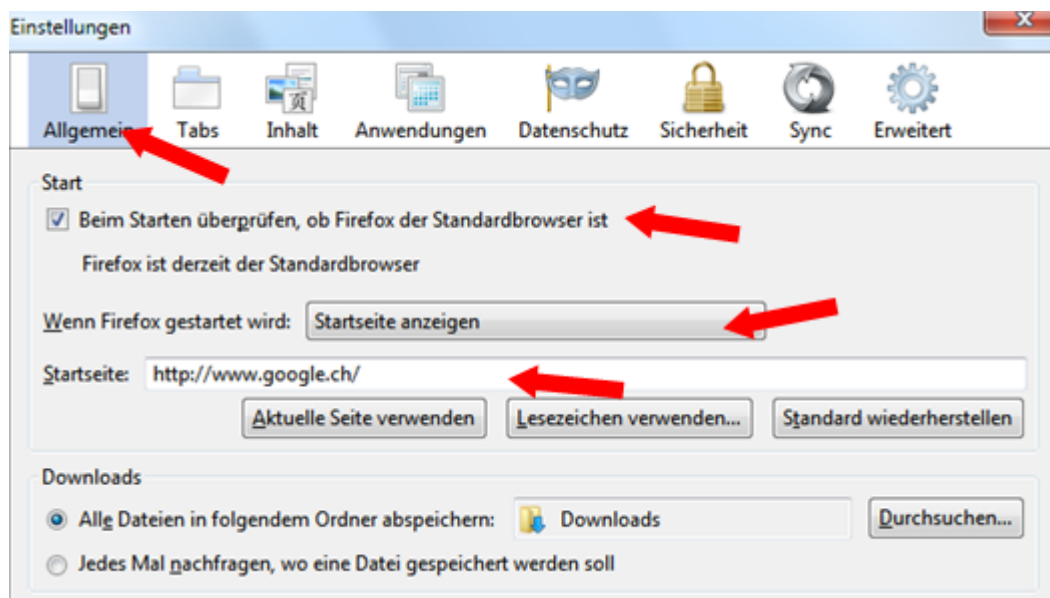 Einstellungen
Allgemein Tabs Inhalt Anwendungen Datenschutz Sicherheit Sync Erweitert
Start
Beim Starten überprüfen, ob Firefox der Standardbrowser ist
Firefox ist derzeit der Standardbrowser
Wenn Firefox gestartet wird: Startseite anzeigen
Startseite: http://www.google.ch/
Aktuelle Seite verwenden Lesezeichen verwenden... Standard wiederherstellen
Downloads
Alle Dateien in folgendem Ordner abspeichern: Downloads Durchsuchen...
Jedes Mal nachfragen, wo eine Datei gespeichert werden soll